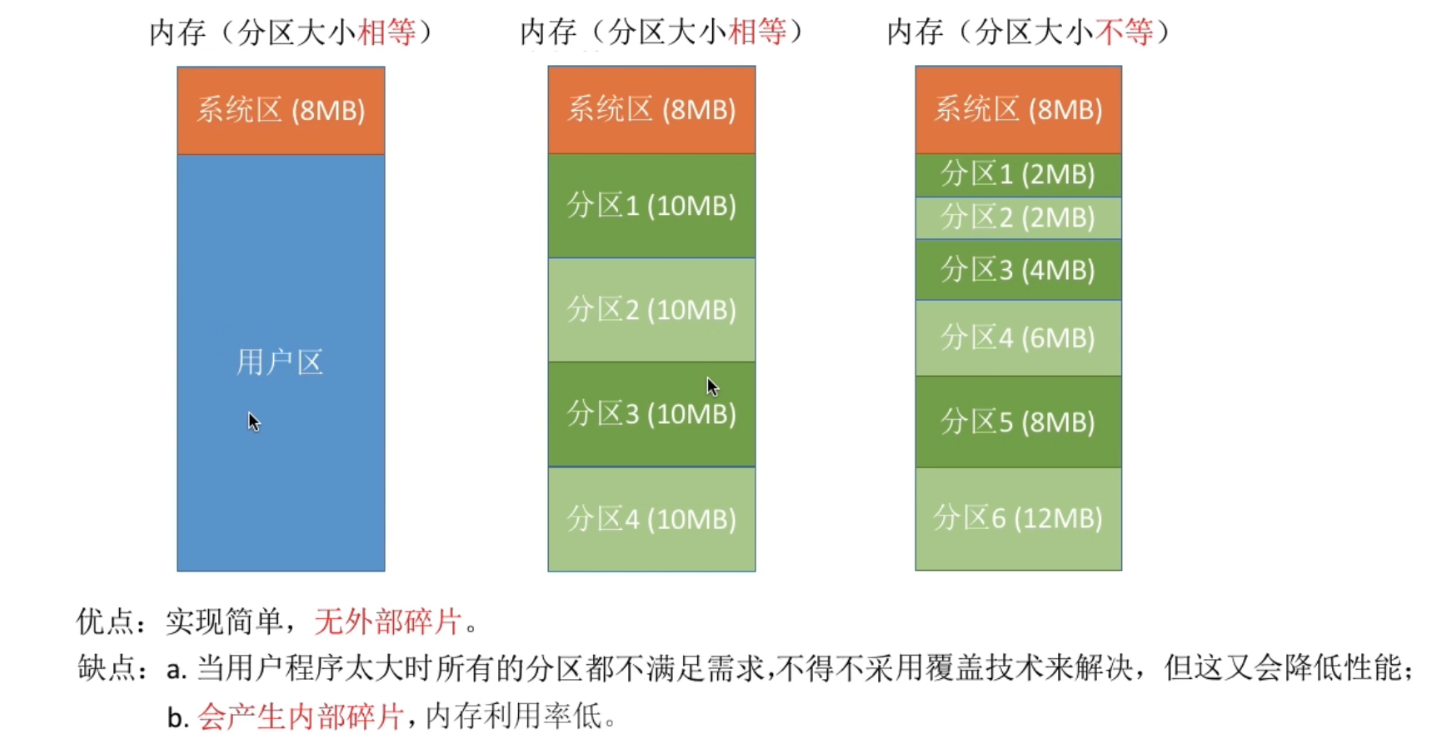 内存（分区大小相等）
内存（分区大小相等）
内存（分区大小不等）
系统区 (8MB)
用户区
系统区 (8MB)
分区1 (10MB)
分区2 (10MB)
分区3 (10MB)
分区4 (10MB)
系统区 (8MB)
分区1 (2MB)
分区2 (2MB)
分区3 (4MB)
分区4 (6MB)
分区5 (8MB)
分区6 (12MB)
优点：实现简单，无外部碎片。
缺点：a. 当用户程序太大时所有的分区都不满足需求,不得不采用覆盖技术来解决，但这又会降低性能；
b. 会产生内部碎片，内存利用率低。